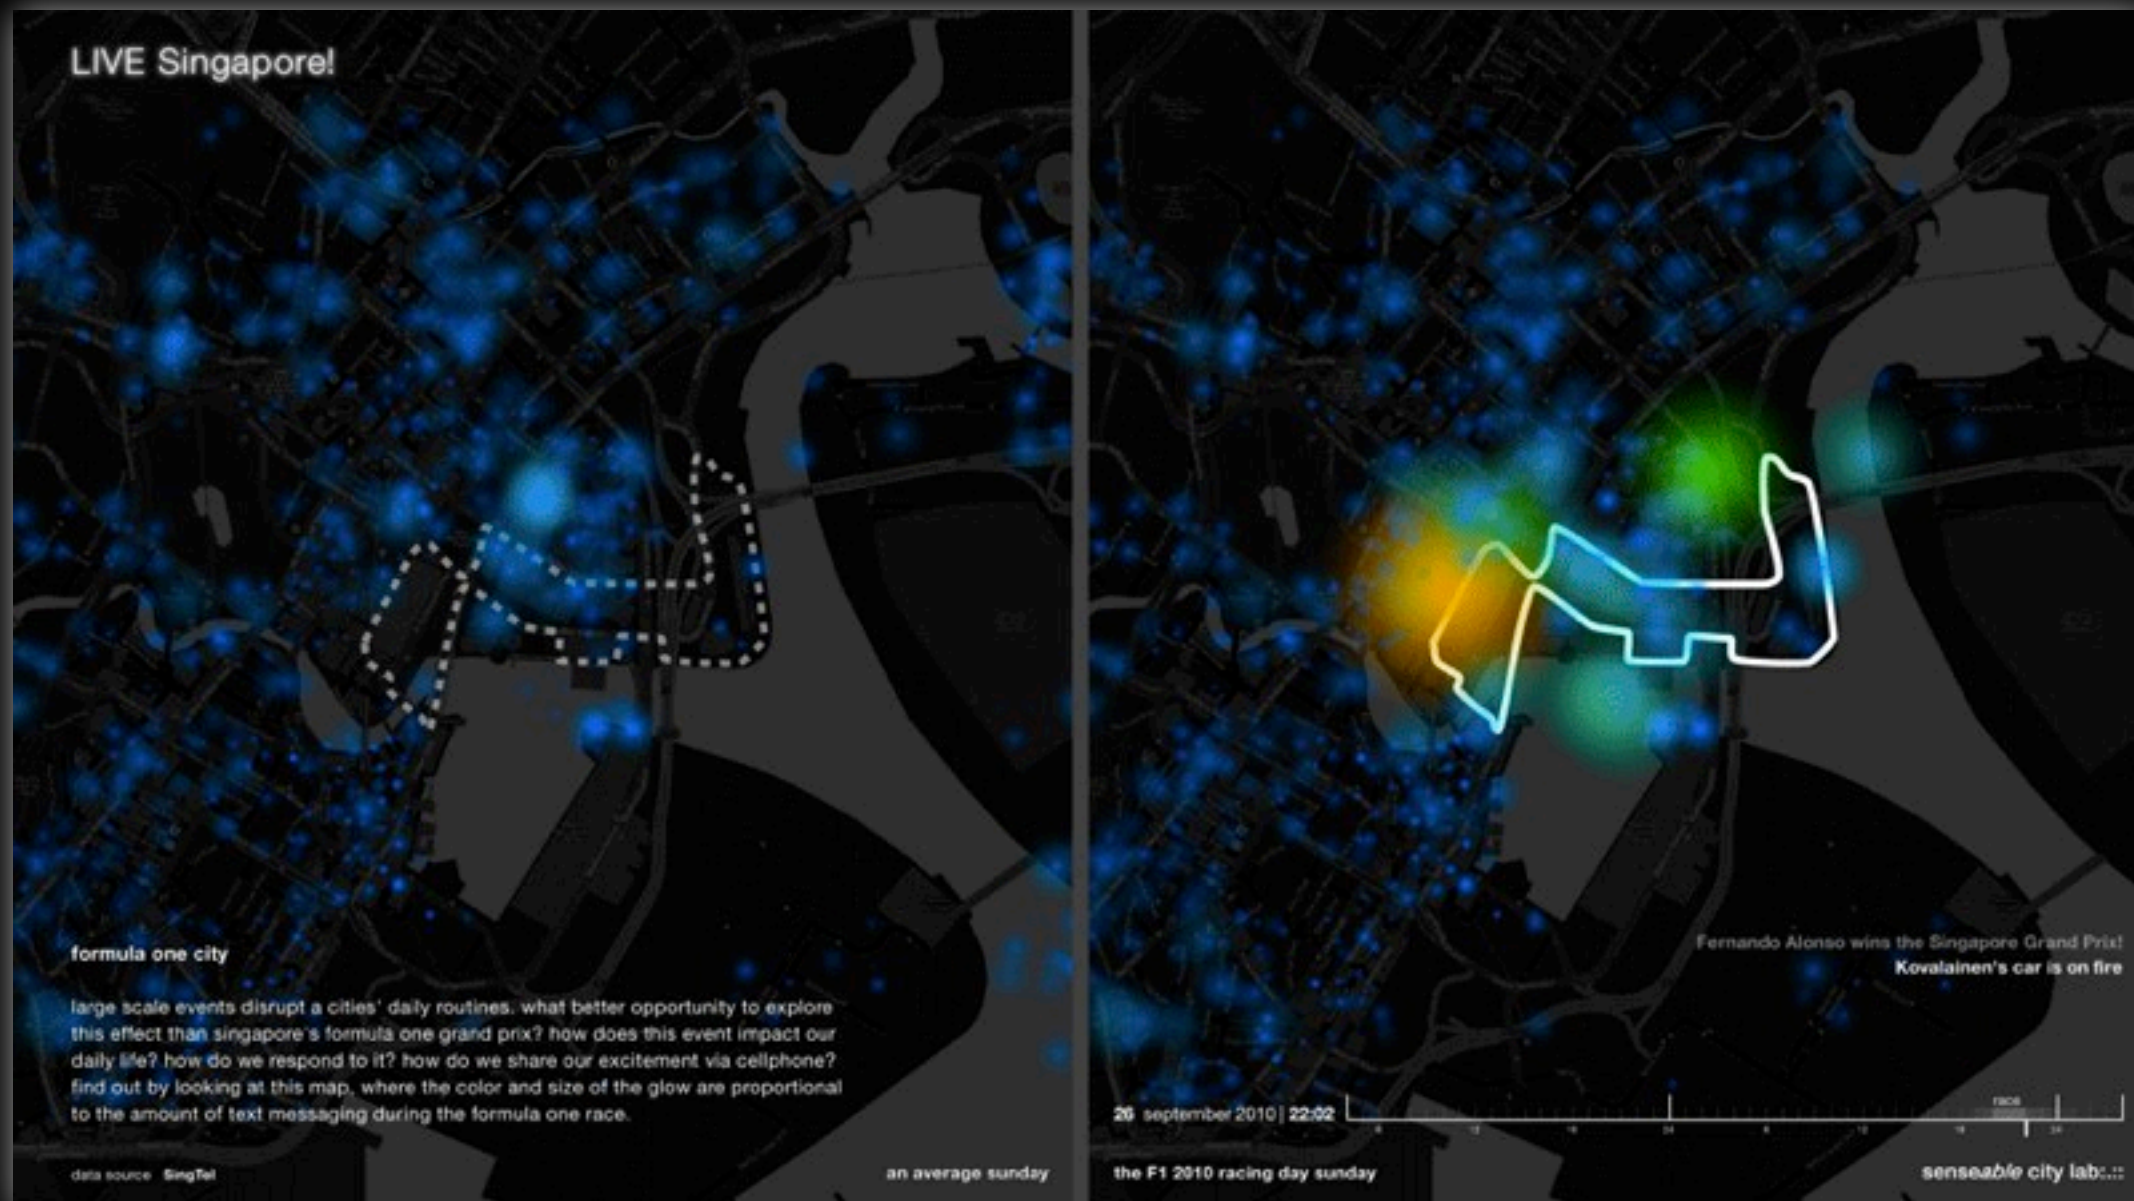 LIVE Singapore!
formula one city
large scale events disrupt a cities' daily routines. what better opportunity to explore
this effect than singapore's formula one grand prix? how does this event impact our
daily life? how do we respond to it? how do we share our excitement via cellphone?
find out by looking at this map, where the color and size of the glow are proportional
to the amount of text messaging during the formula one race.
data source SingTel
an average sunday
Fernando Alonso wins the Singapore Grand Prix!
Kovalainen's car is on fire
race
26 september 2010 | 22:02
the F1 2010 racing day sunday
senseable city lab:.::